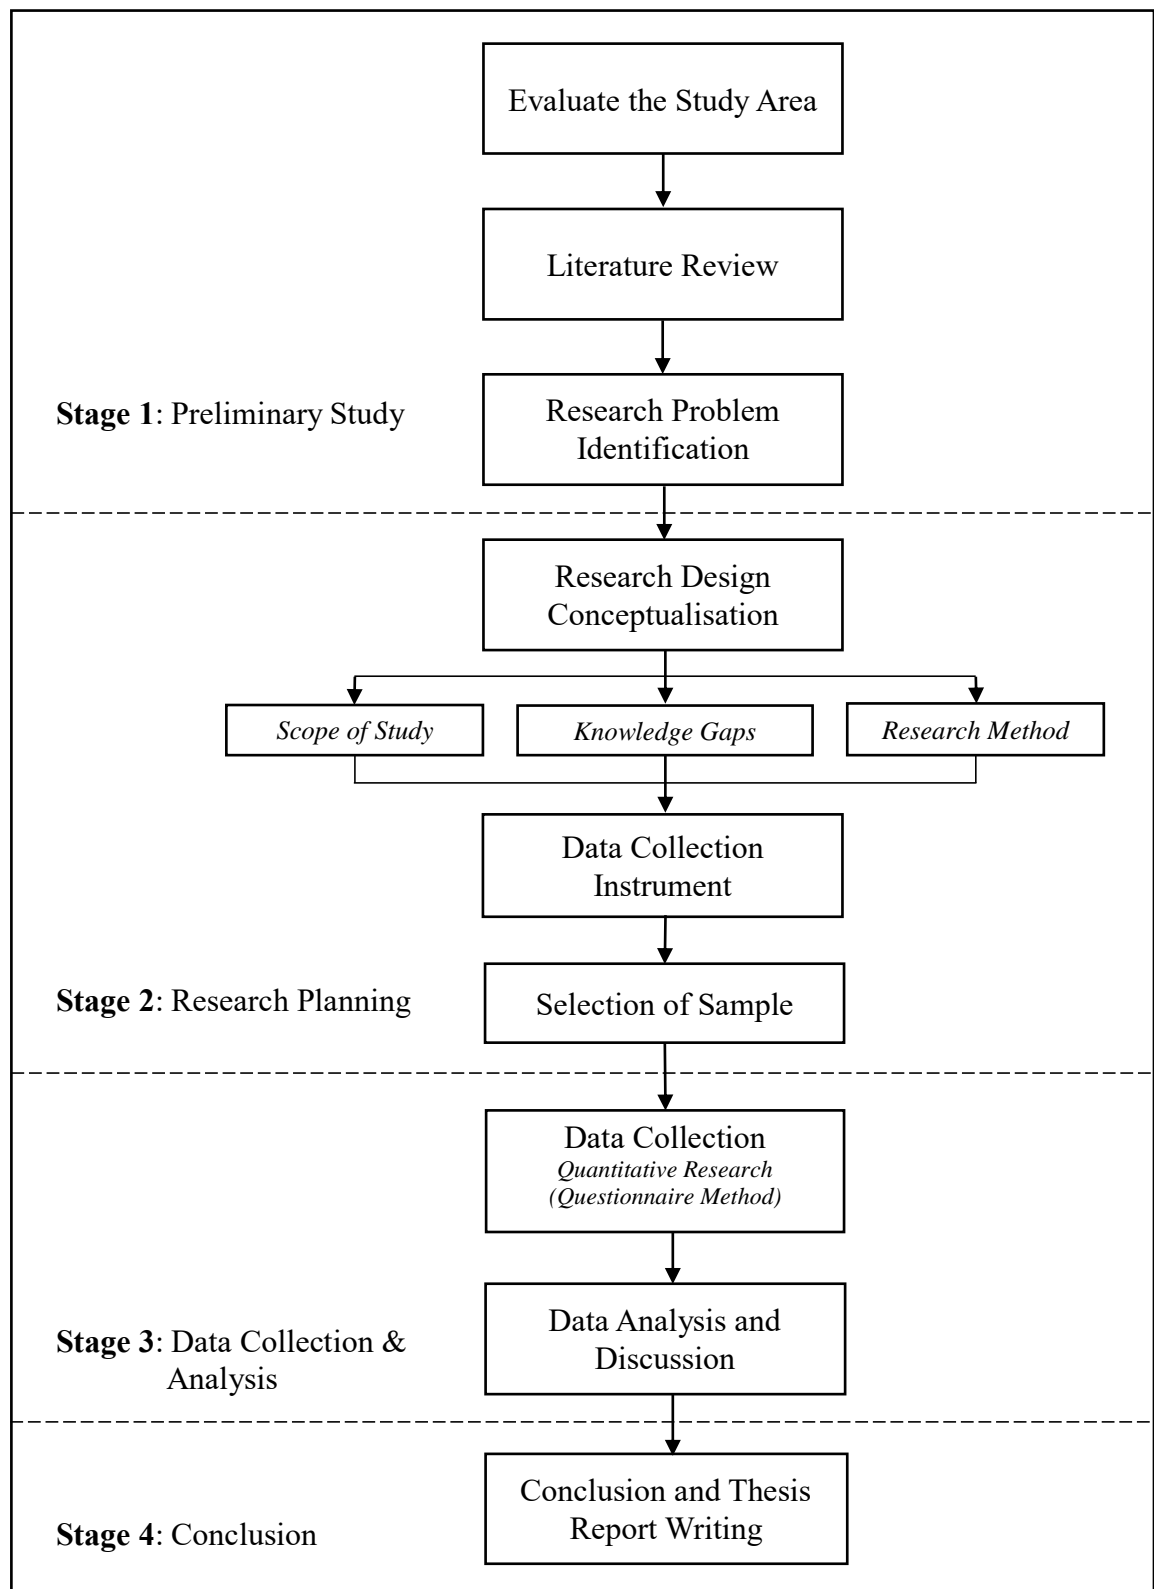 Evaluate the Study Area
Literature Review
Stage 1: Preliminary Study
Research Problem
Identification
Research Design
Conceptualisation
Scope of Study
Knowledge Gaps
Research Method
Data Collection
Instrument
Stage 2: Research Planning
Selection of Sample
Data Collection
Quantitative Research
(Questionnaire Method)
Stage 3: Data Collection &
Analysis
Data Analysis and
Discussion
Stage 4: Conclusion
Conclusion and Thesis
Report Writing